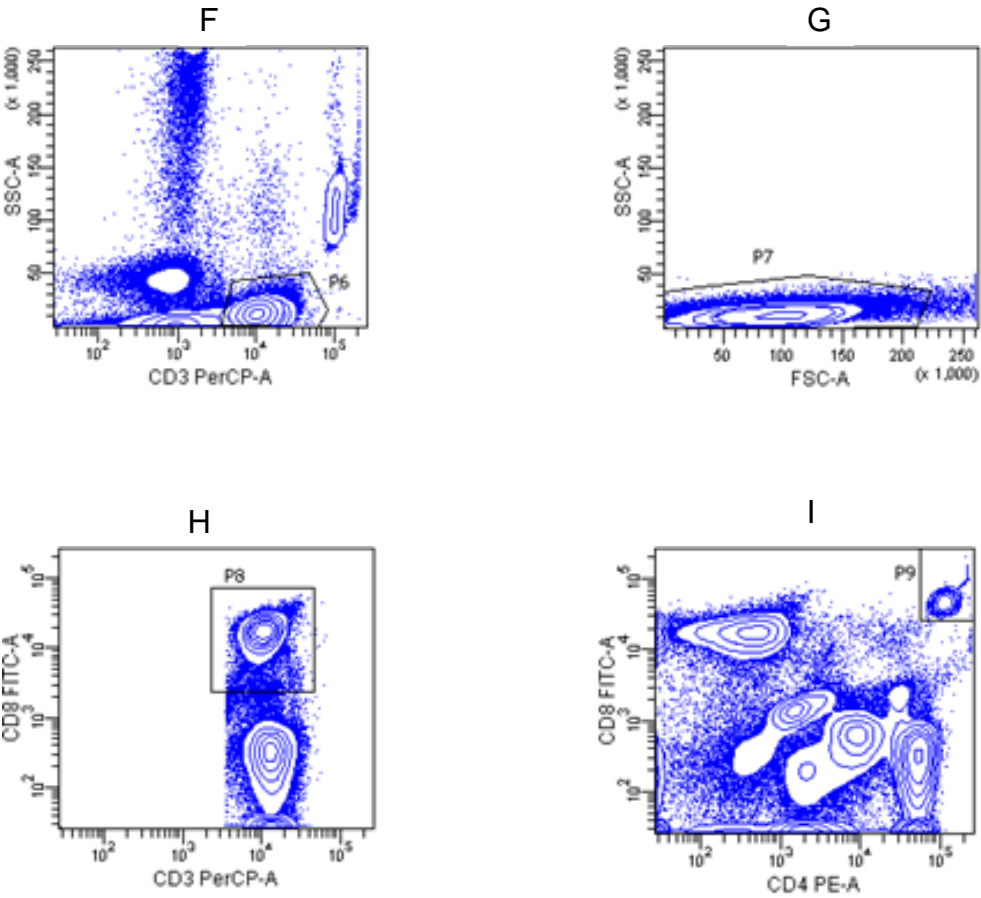 F
(x 1,000)
250
200
150
100
50
SSC-A
P6
10²
10³
10⁴
10⁵
CD3 PerCP-A
G
(x 1,000)
250
200
150
100
50
SSC-A
P7
50
100
150
200
250
FSC-A
(x 1,000)
H
P8
10⁵
10⁴
10³
10²
CD8 FITC-A
10²
10³
10⁴
10⁵
CD3 PerCP-A
I
P9
10⁵
10⁴
10³
10²
CD8 FITC-A
10²
10³
10⁴
10⁵
CD4 PE-A